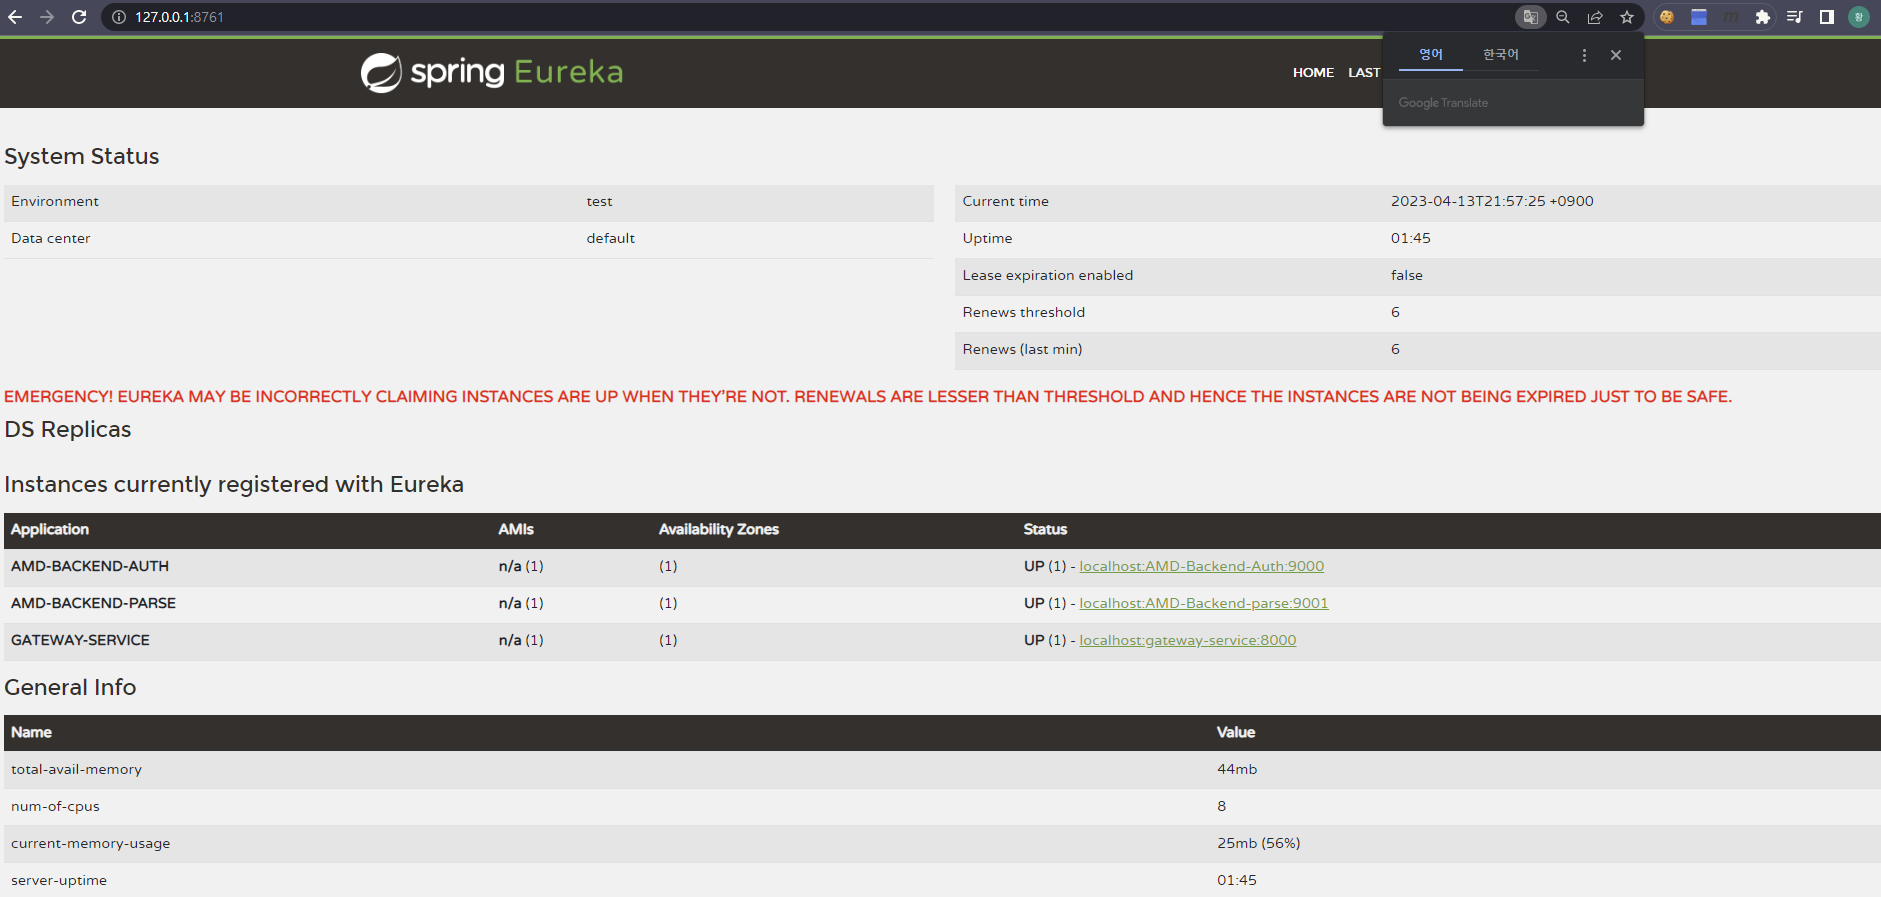 127.0.0.1:8761
황
영어 한국어
Google Translate
spring Eureka
HOME LAST
System Status
Environment test
Data center default
Current time 2023-04-13T21:57:25 +0900
Uptime 01:45
Lease expiration enabled false
Renews threshold 6
Renews (last min) 6
EMERGENCY! EUREKA MAY BE INCORRECTLY CLAIMING INSTANCES ARE UP WHEN THEY'RE NOT. RENEWALS ARE LESSER THAN THRESHOLD AND HENCE THE INSTANCES ARE NOT BEING EXPIRED JUST TO BE SAFE.
DS Replicas
Instances currently registered with Eureka
Application AMIs Availability Zones Status
AMD-BACKEND-AUTH n/a (1) (1) UP (1) - localhost:AMD-Backend-Auth:9000
AMD-BACKEND-PARSE n/a (1) (1) UP (1) - localhost:AMD-Backend-parse:9001
GATEWAY-SERVICE n/a (1) (1) UP (1) - localhost:gateway-service:8000
General Info
Name Value
total-avail-memory 44mb
num-of-cpus 8
current-memory-usage 25mb (56%)
server-uptime 01:45